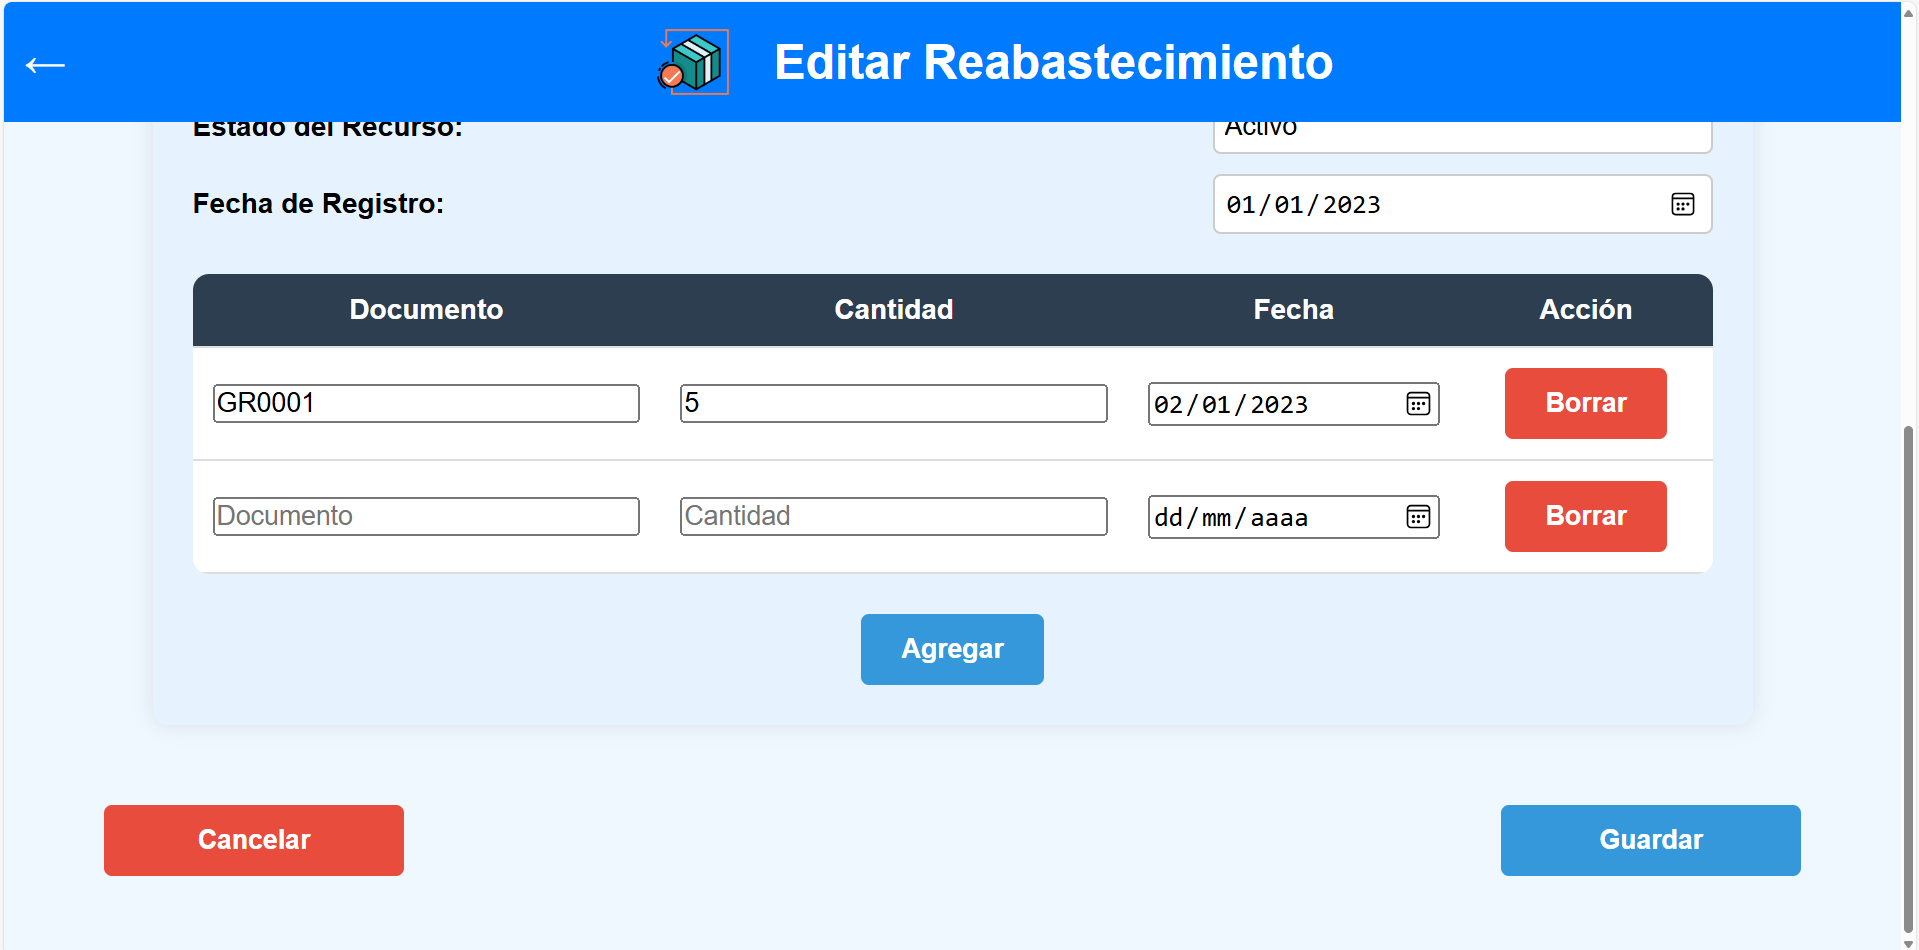 Editar Reabastecimiento
Estado del Recurso: Activo
Fecha de Registro: 01/01/2023
Documento Cantidad Fecha Acción
GR0001 5 02/01/2023 Borrar
Documento Cantidad dd/mm/aaaa Borrar
Agregar
Cancelar Guardar